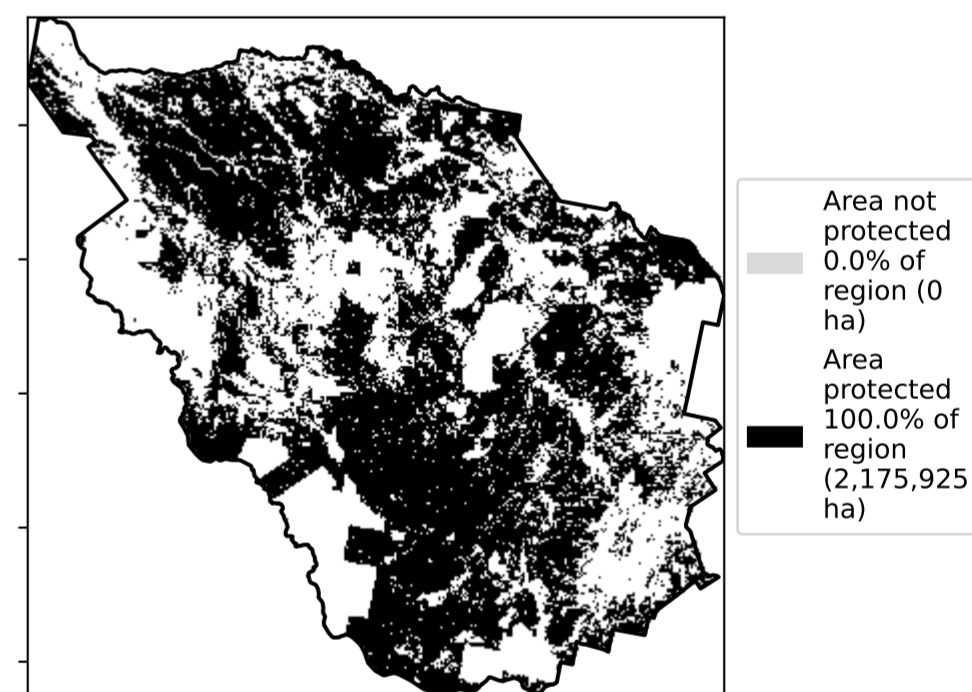 Area not
protected
0.0% of
region (0
ha)
Area
protected
100.0% of
region
(2,175,925
ha)